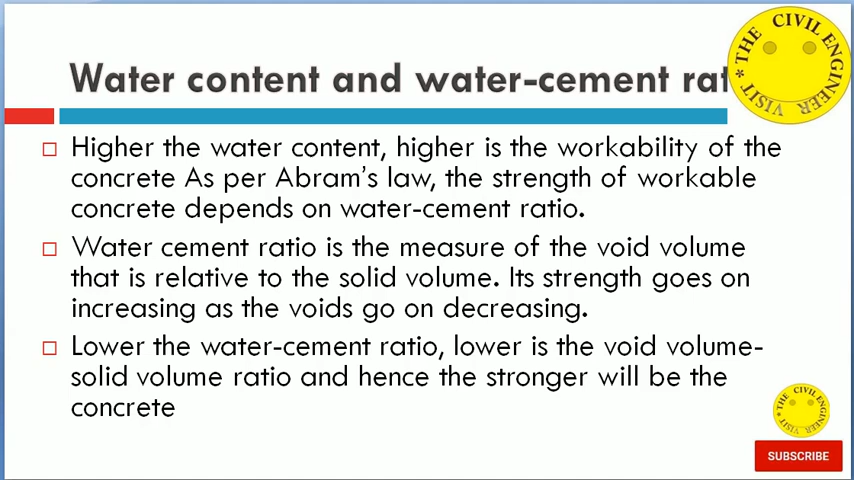 Water content and water-cement rat
THE CIVIL ENGINEER VISIT *
Higher the water content, higher is the workability of the
concrete As per Abram's law, the strength of workable
concrete depends on water-cement ratio.
Water cement ratio is the measure of the void volume
that is relative to the solid volume. Its strength goes on
increasing as the voids go on decreasing.
Lower the water-cement ratio, lower is the void volume-
solid volume ratio and hence the stronger will be the
concrete
THE CIVIL ENGINEER VISIT *
SUBSCRIBE